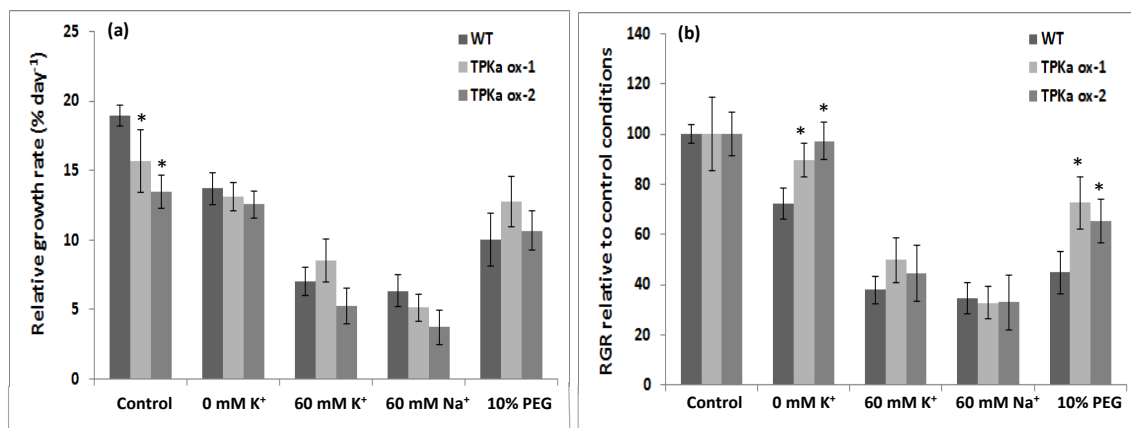 (a)
WT
TPKa ox-1
TPKa ox-2
Relative growth rate (% day⁻¹)
25
20
15
10
5
0
* *
Control 0 mM K⁺ 60 mM K⁺ 60 mM Na⁺ 10% PEG
(b)
WT
TPKa ox-1
TPKa ox-2
RGR relative to control conditions
140
120
100
80
60
40
20
0
* * * *
Control 0 mM K⁺ 60 mM K⁺ 60 mM Na⁺ 10% PEG